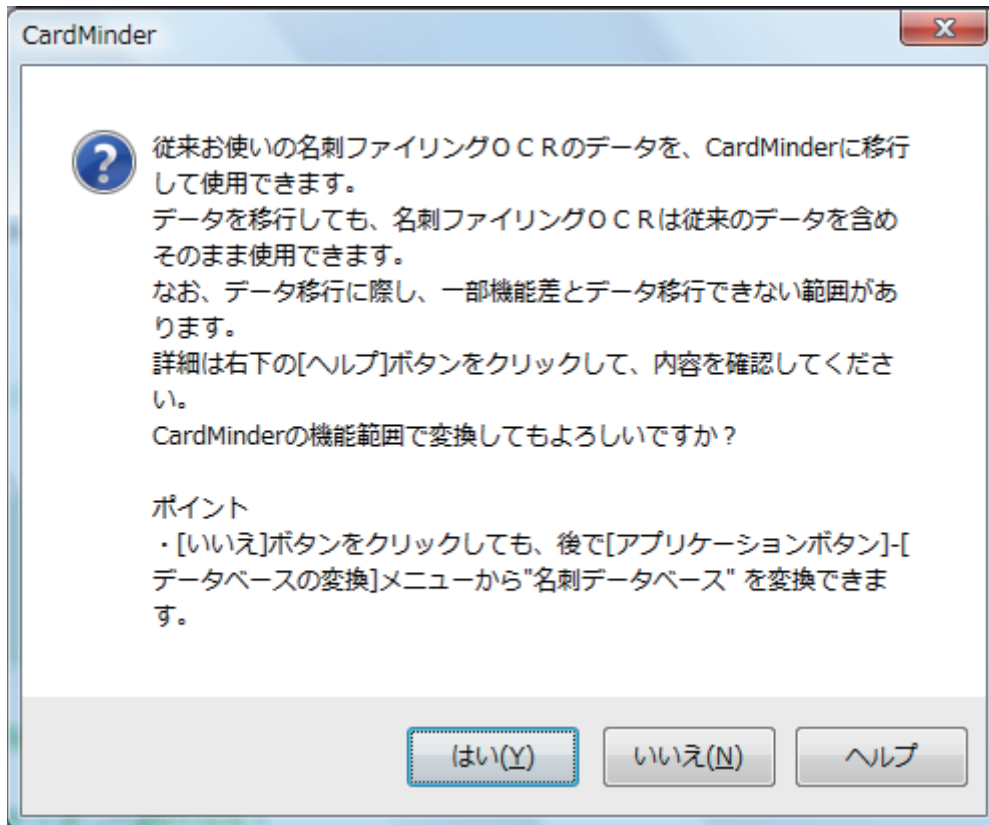 CardMinder
従来お使いの名刺ファイリングＯＣＲのデータを、CardMinderに移行
して使用できます。
データを移行しても、名刺ファイリングＯＣＲは従来のデータを含め
そのまま使用できます。
なお、データ移行に際し、一部機能差とデータ移行できない範囲があ
ります。
詳細は右下の[ヘルプ]ボタンをクリックして、内容を確認してくださ
い。
CardMinderの機能範囲で変換してもよろしいですか？
ポイント
・[いいえ]ボタンをクリックしても、後で[アプリケーションボタン]-[
データベースの変換]メニューから"名刺データベース" を変換できま
す。
はい(Y) いいえ(N) ヘルプ